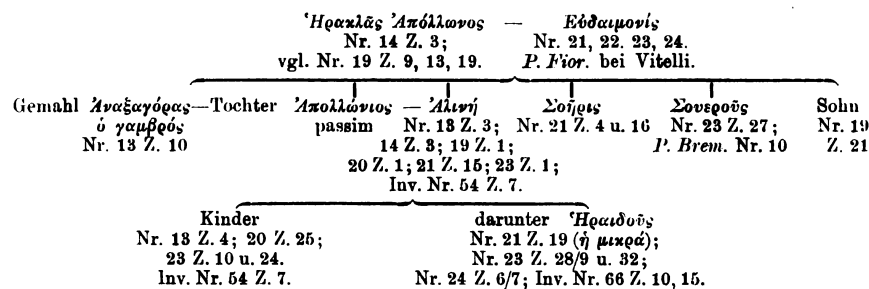 Ἡρακλᾶς Ἀπόλλωνος — Εὐδαιμονίς
Nr. 14 Z. 3; Nr. 21, 22. 23, 24.
vgl. Nr. 19 Z. 9, 13, 19. P. Fior. bei Vitelli.
Gemahl Ἀναξαγόρας—Tochter Ἀπολλώνιος — Ἀλινή Σοῆρις Σουεροῦς Sohn
ὁ γαμβρός passim Nr. 13 Z. 3; Nr. 21 Z. 4 u. 16 Nr. 23 Z. 27; Nr. 19
Nr. 13 Z. 10 14 Z. 3; 19 Z. 1; P. Brem. Nr. 10 Z. 21
20 Z. 1; 21 Z. 15; 23 Z. 1;
Inv. Nr. 54 Z. 7.
Kinder darunter Ἡραιδοῦς
Nr. 13 Z. 4; 20 Z. 25; Nr. 21 Z. 19 (ἡ μικρά);
23 Z. 10 u. 24. Nr. 23 Z. 28/9 u. 32;
Inv. Nr. 54 Z. 7. Nr. 24 Z. 6/7; Inv. Nr. 66 Z. 10, 15.